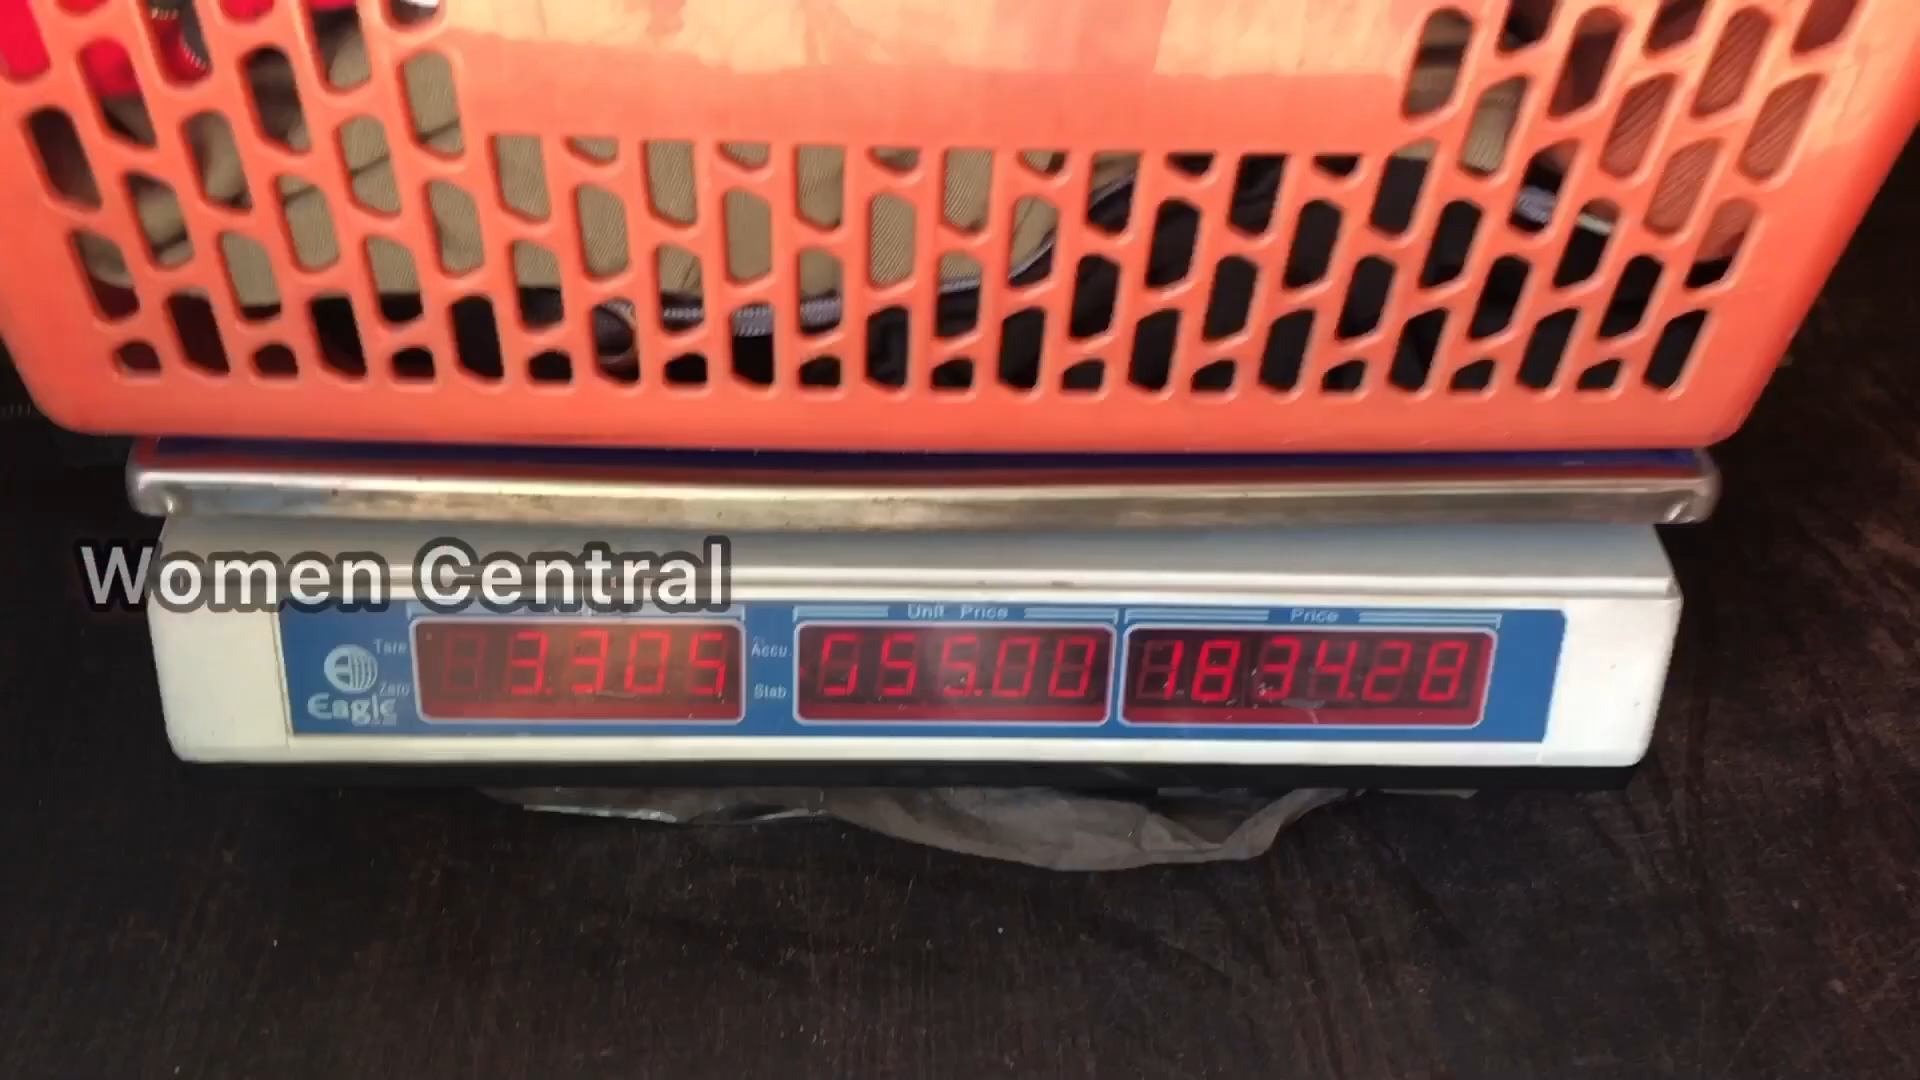 Women Central
Unit Price
Price
Tare
Zero
Eagle
3.305
Accu.
Stab
555.00
1834.28